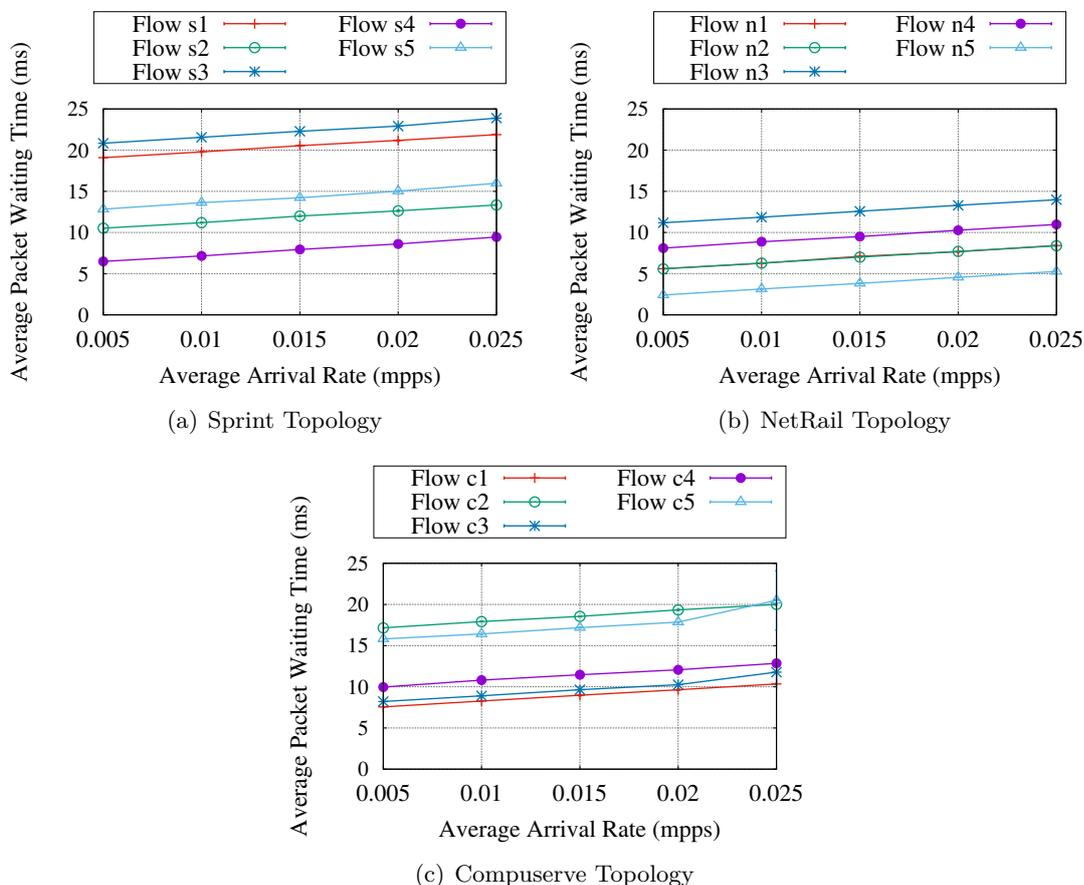 Flow s1
Flow s2
Flow s3
Flow s4
Flow s5
Average Packet Waiting Time (ms)
25
20
15
10
5
0
0.005 0.01 0.015 0.02 0.025
Average Arrival Rate (mpps)
(a) Sprint Topology
Flow n1
Flow n2
Flow n3
Flow n4
Flow n5
Average Packet Waiting Time (ms)
25
20
15
10
5
0
0.005 0.01 0.015 0.02 0.025
Average Arrival Rate (mpps)
(b) NetRail Topology
Flow c1
Flow c2
Flow c3
Flow c4
Flow c5
Average Packet Waiting Time (ms)
25
20
15
10
5
0
0.005 0.01 0.015 0.02 0.025
Average Arrival Rate (mpps)
(c) Compuserve Topology